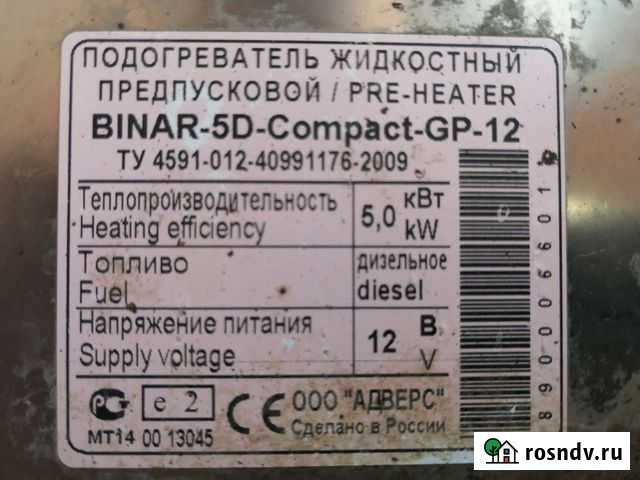 ПОДОГРЕВАТЕЛЬ ЖИДКОСТНЫЙ
ПРЕДПУСКОВОЙ / PRE-HEATER
BINAR-5D-Compact-GP-12
ТУ 4591-012-40991176-2009
Теплопроизводительность
Heating efficiency
5,0 кВт
kW
Топливо
Fuel
дизельное
diesel
Напряжение питания
Supply voltage
12 В
V
РСТ e 2 CE ООО "АДВЕРС"
Сделано в России
МТ14 00 13045
rosndv.ru